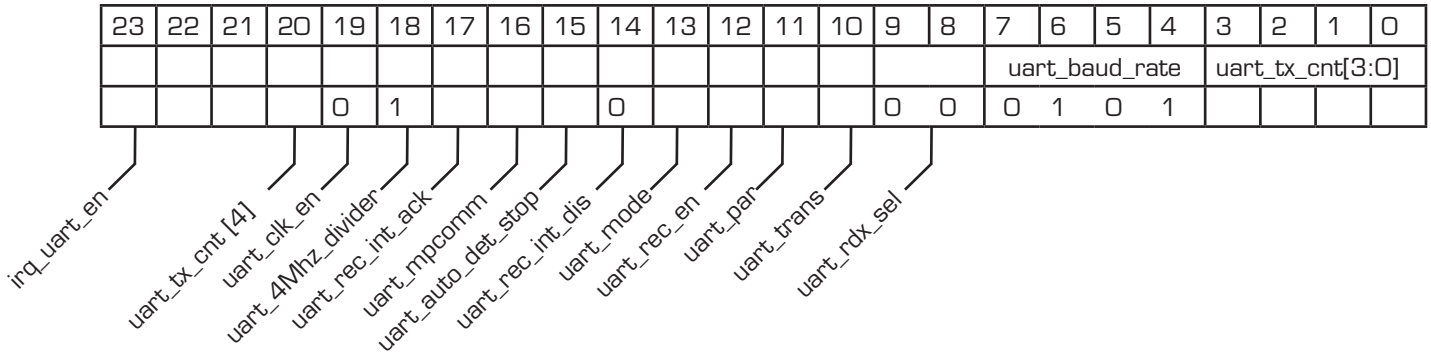 23 22 21 20 19 18 17 16 15 14 13 12 11 10 9 8 7 6 5 4 3 2 1 0
uart_baud_rate uart_tx_cnt[3:0]
0 1 0 0 0 0 1 0 1
irq_uart_en
uart_tx_cnt [4]
uart_clk_en
uart_4Mhz_divider
uart_rec_int_ack
uart_mpcomm
uart_auto_det_stop
uart_rec_int_dis
uart_mode
uart_rec_en
uart_par
uart_trans
uart_rdx_sel